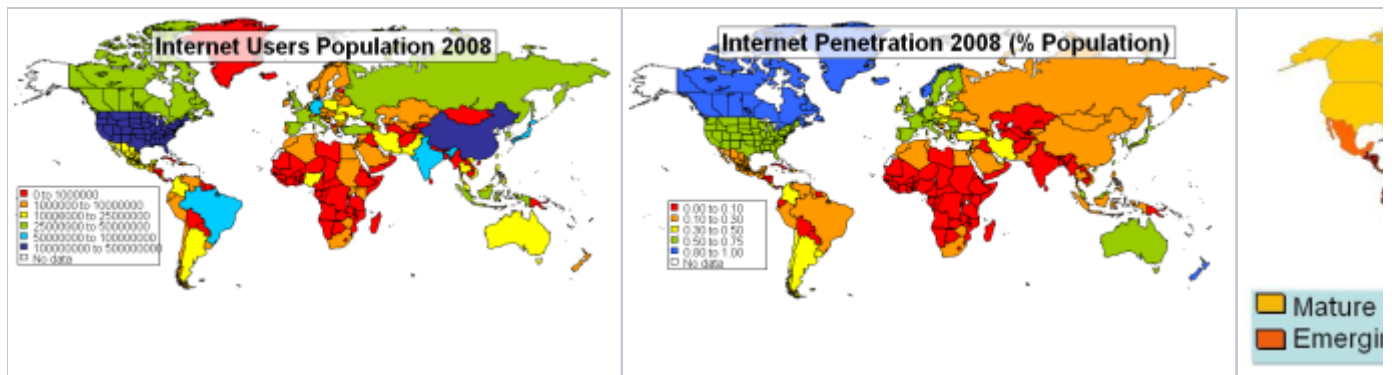 Internet Users Population 2008
0 to 1000000
10000000 to 10000000
10000000 to 25000000
25000000 to 50000000
50000000 to 100000000
100000000 to 500000000
No data
Internet Penetration 2008 (% Population)
0.00 to 0.10
0.10 to 0.30
0.30 to 0.50
0.50 to 0.75
0.80 to 1.00
No data
Mature
Emergin